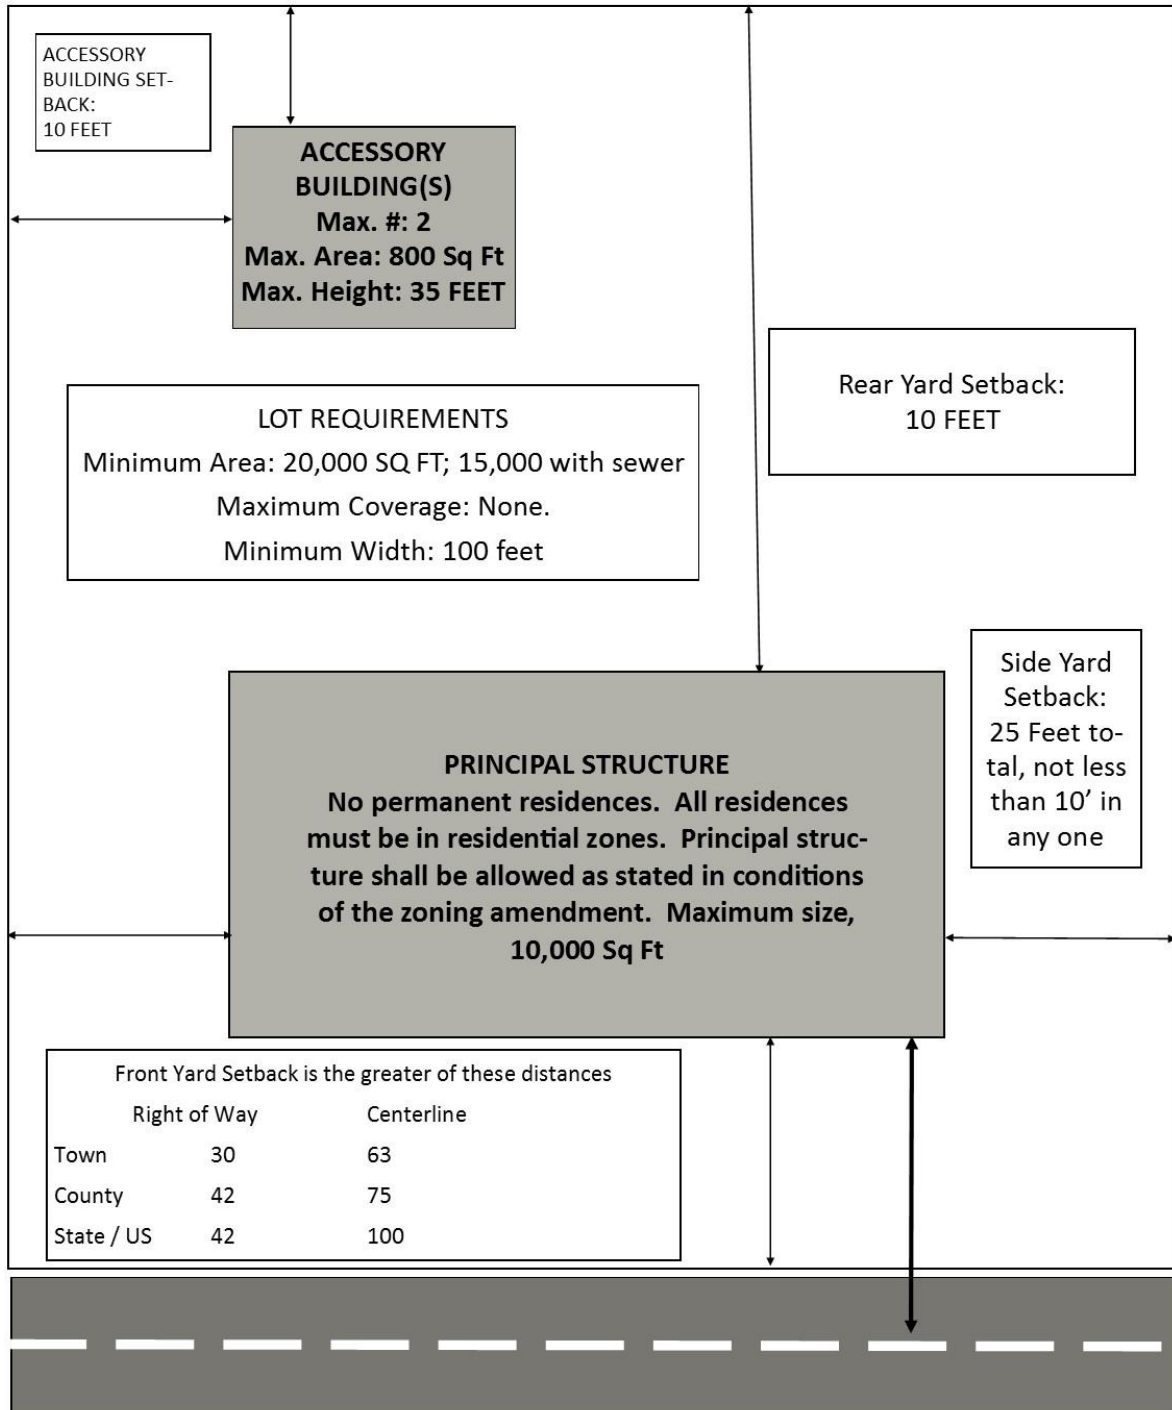 ACCESSORY
BUILDING SET-
BACK:
10 FEET
ACCESSORY
BUILDING(S)
Max. #: 2
Max. Area: 800 Sq Ft
Max. Height: 35 FEET
Rear Yard Setback:
10 FEET
LOT REQUIREMENTS
Minimum Area: 20,000 SQ FT; 15,000 with sewer
Maximum Coverage: None.
Minimum Width: 100 feet
Side Yard
Setback:
25 Feet to-
tal, not less
than 10’ in
any one
PRINCIPAL STRUCTURE
No permanent residences.  All residences
must be in residential zones.  Principal struc-
ture shall be allowed as stated in conditions
of the zoning amendment.  Maximum size,
10,000 Sq Ft
Front Yard Setback is the greater of these distances
Right of Way Centerline
Town 30 63
County 42 75
State / US 42 100